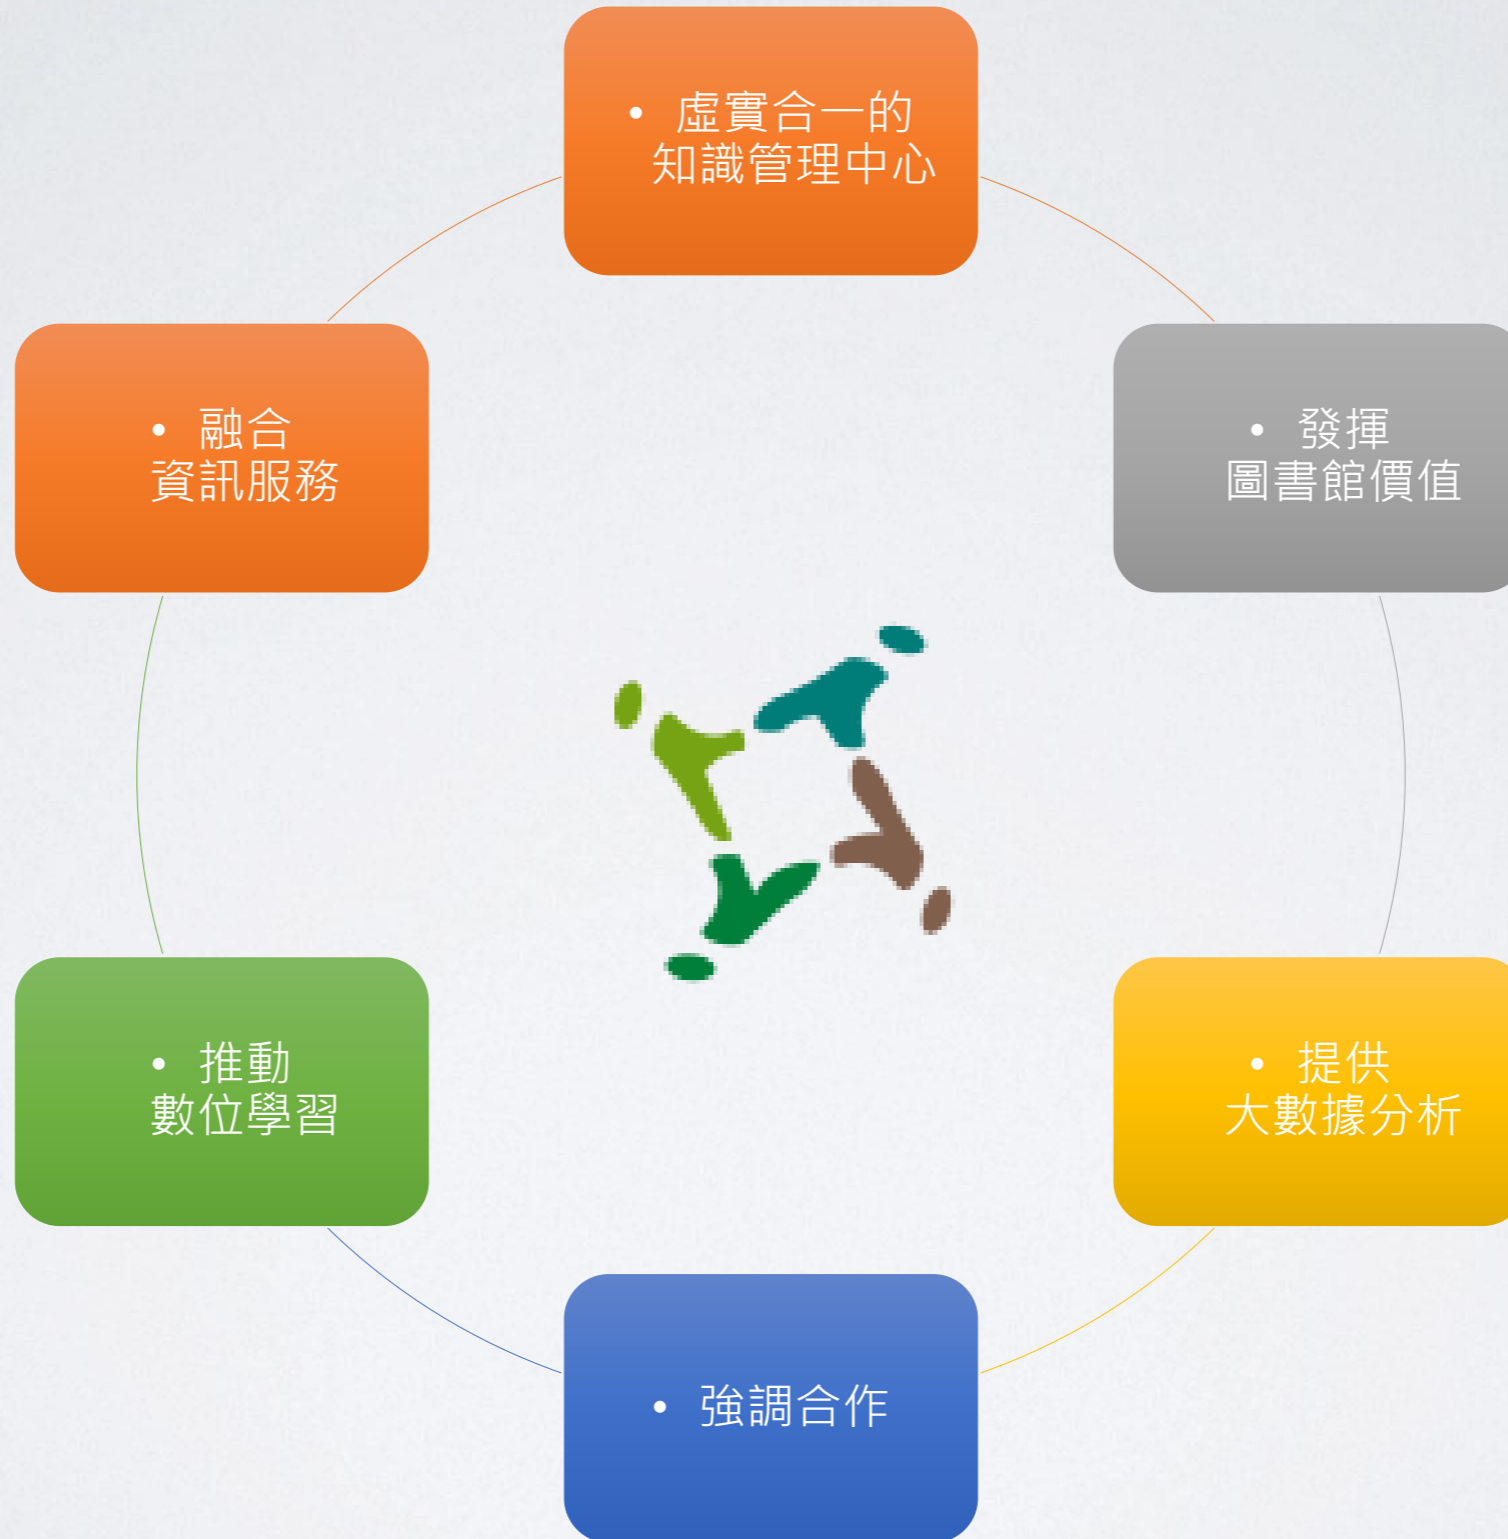 • 虛實合一的
知識管理中心
• 融合
資訊服務
• 發揮
圖書館價值
• 推動
數位學習
• 提供
大數據分析
• 強調合作